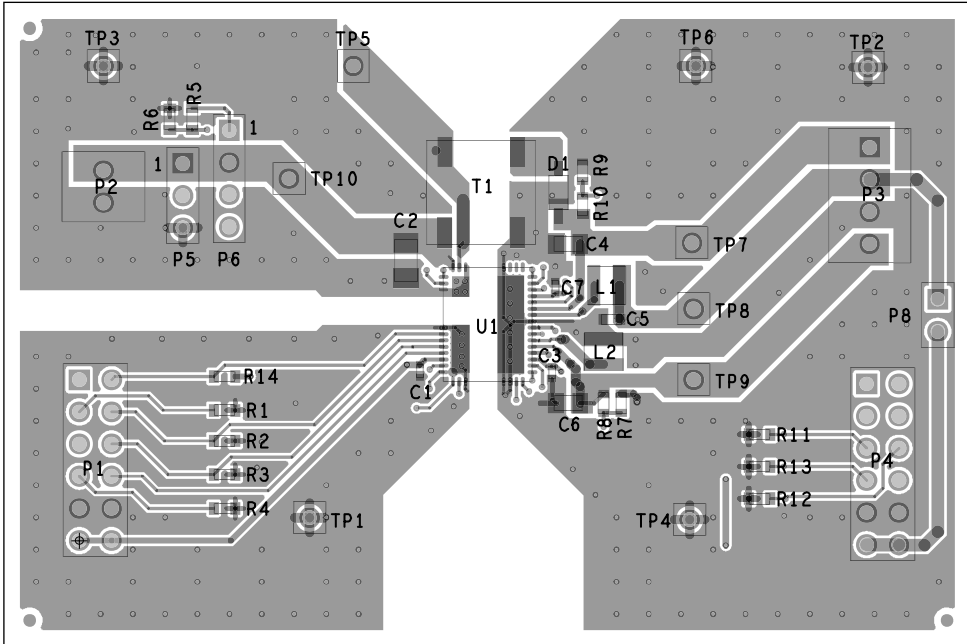 TP3
TP5
TP6
TP2
R6
R5
1
1
P2
TP10
T1
D1
R9
R10
P3
C2
P5
P6
C4
TP7
C7
L1
U1
C5
TP8
P8
C3
L2
R14
C1
TP9
R1
C6
R8
R7
R2
R11
P1
R3
R13
P4
R4
R12
TP1
TP4